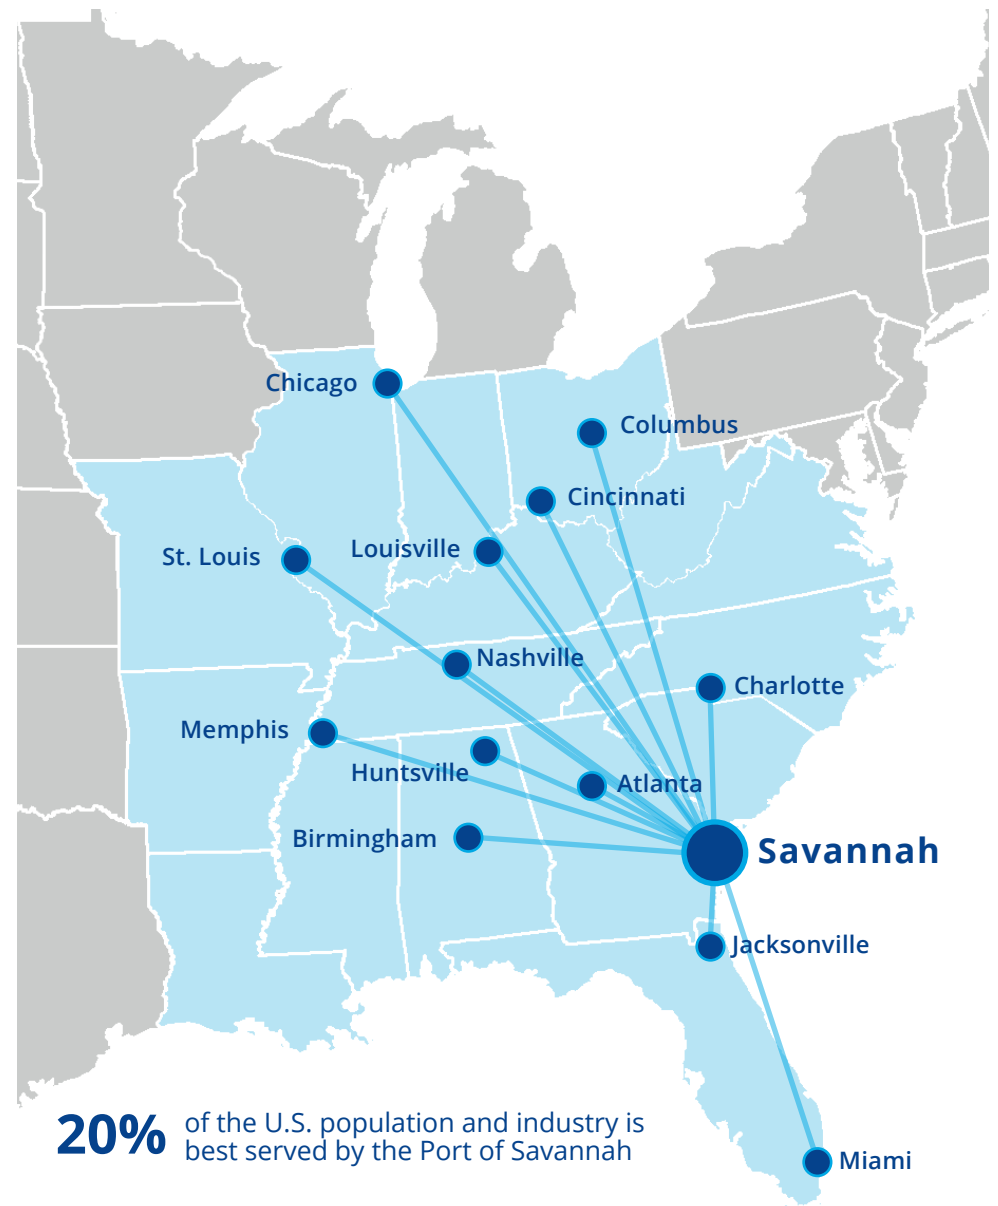 Chicago
Columbus
Cincinnati
Louisville
St. Louis
Nashville
Charlotte
Memphis
Huntsville
Atlanta
Birmingham
Savannah
Jacksonville
20% of the U.S. population and industry is
best served by the Port of Savannah
Miami